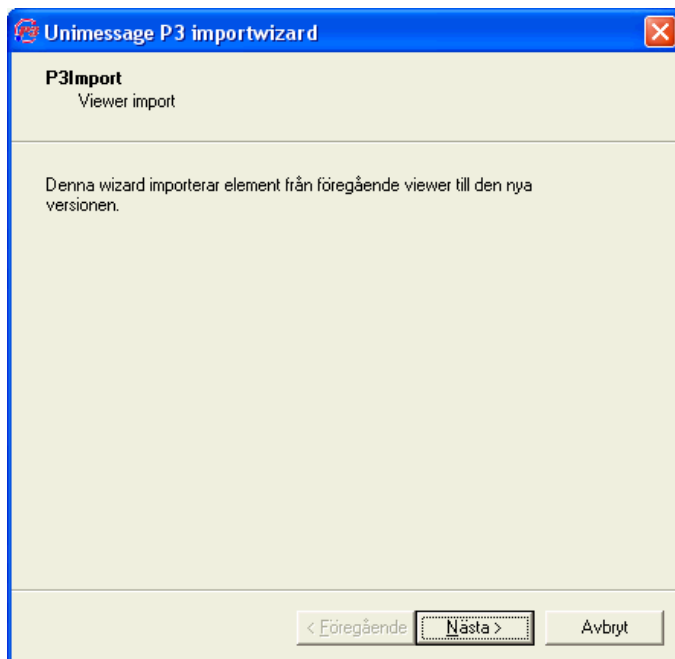 Unimessage P3 importwizard
P3Import
Viewer import
Denna wizard importerar element från föregående viewer till den nya
versionen.
< Föregående
Nästa >
Avbryt